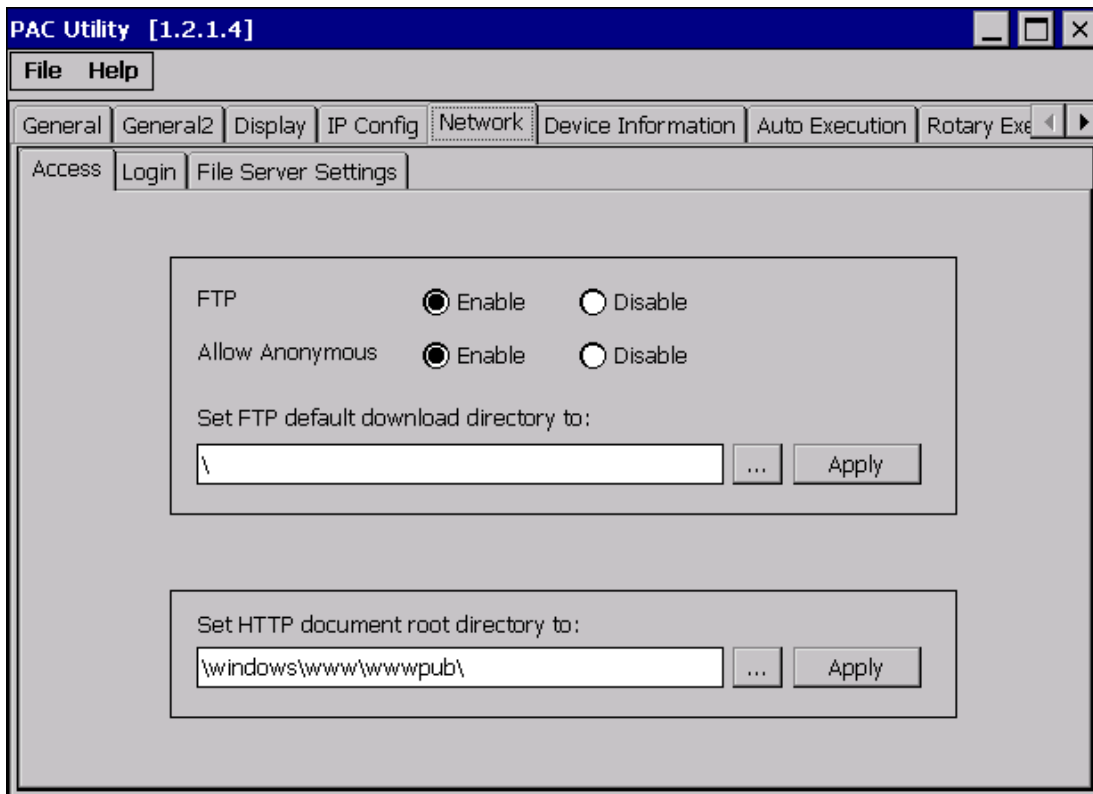 PAC Utility [1.2.1.4]
File Help
General General2 Display IP Config Network Device Information Auto Execution Rotary Exe
Access Login File Server Settings
FTP Enable Disable
Allow Anonymous Enable Disable
Set FTP default download directory to:
\ ... Apply
Set HTTP document root directory to:
\windows\www\wwwpub\ ... Apply